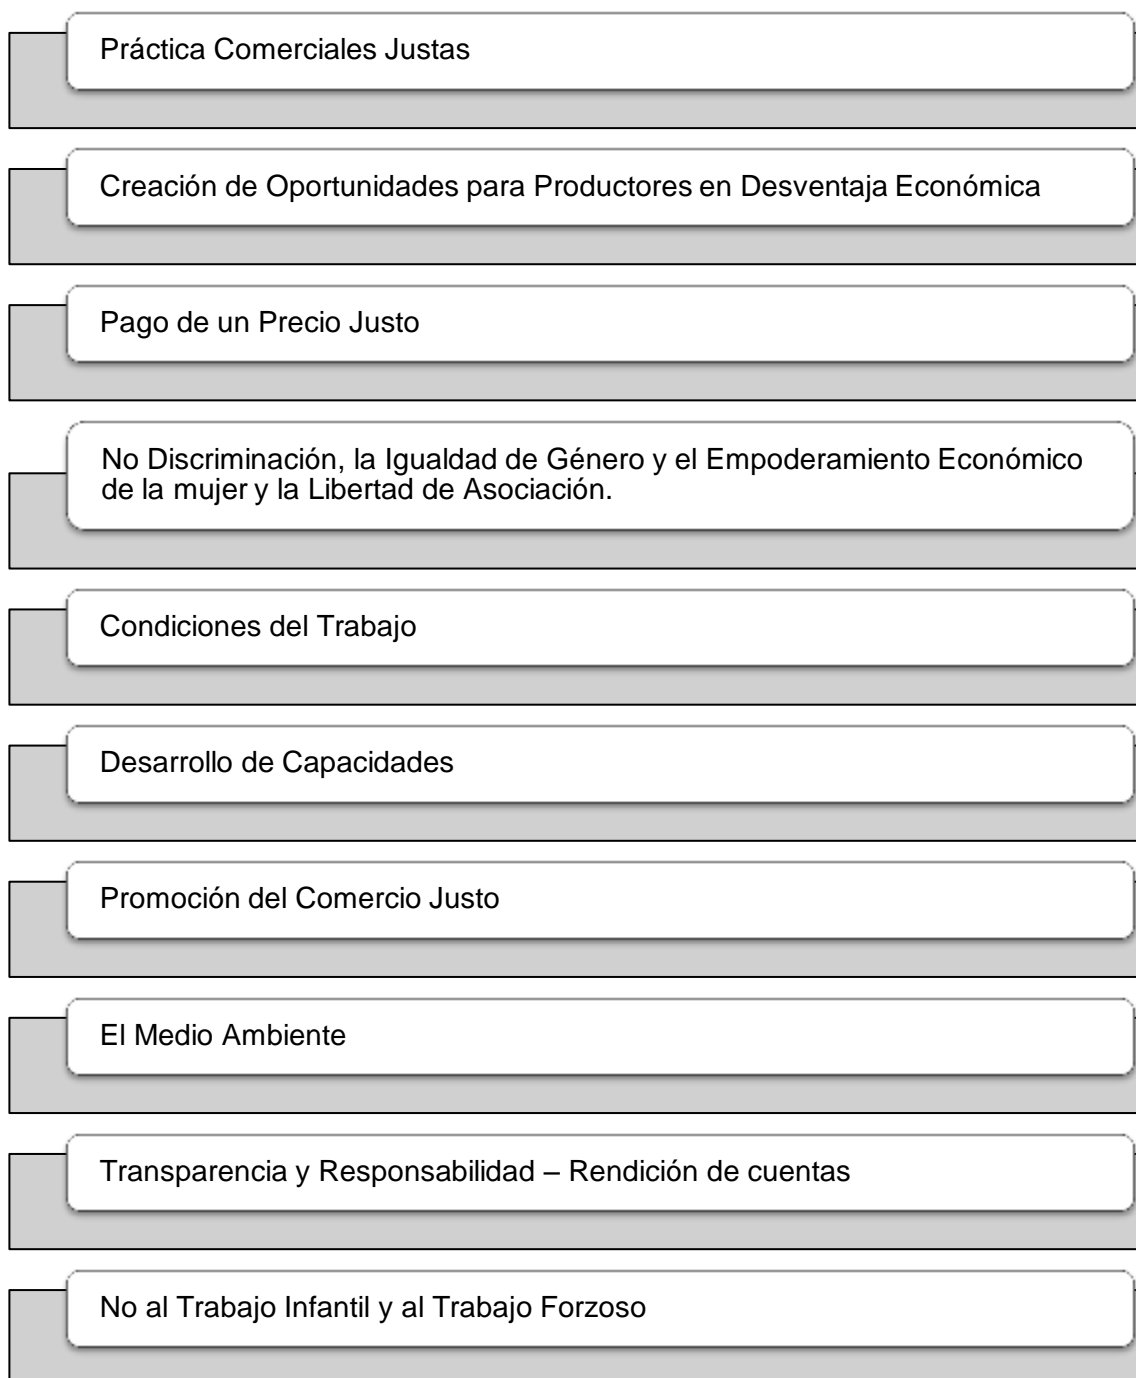 Práctica Comerciales Justas
Creación de Oportunidades para Productores en Desventaja Económica
Pago de un Precio Justo
No Discriminación, la Igualdad de Género y el Empoderamiento Económico
de la mujer y la Libertad de Asociación.
Condiciones del Trabajo
Desarrollo de Capacidades
Promoción del Comercio Justo
El Medio Ambiente
Transparencia y Responsabilidad – Rendición de cuentas
No al Trabajo Infantil y al Trabajo Forzoso